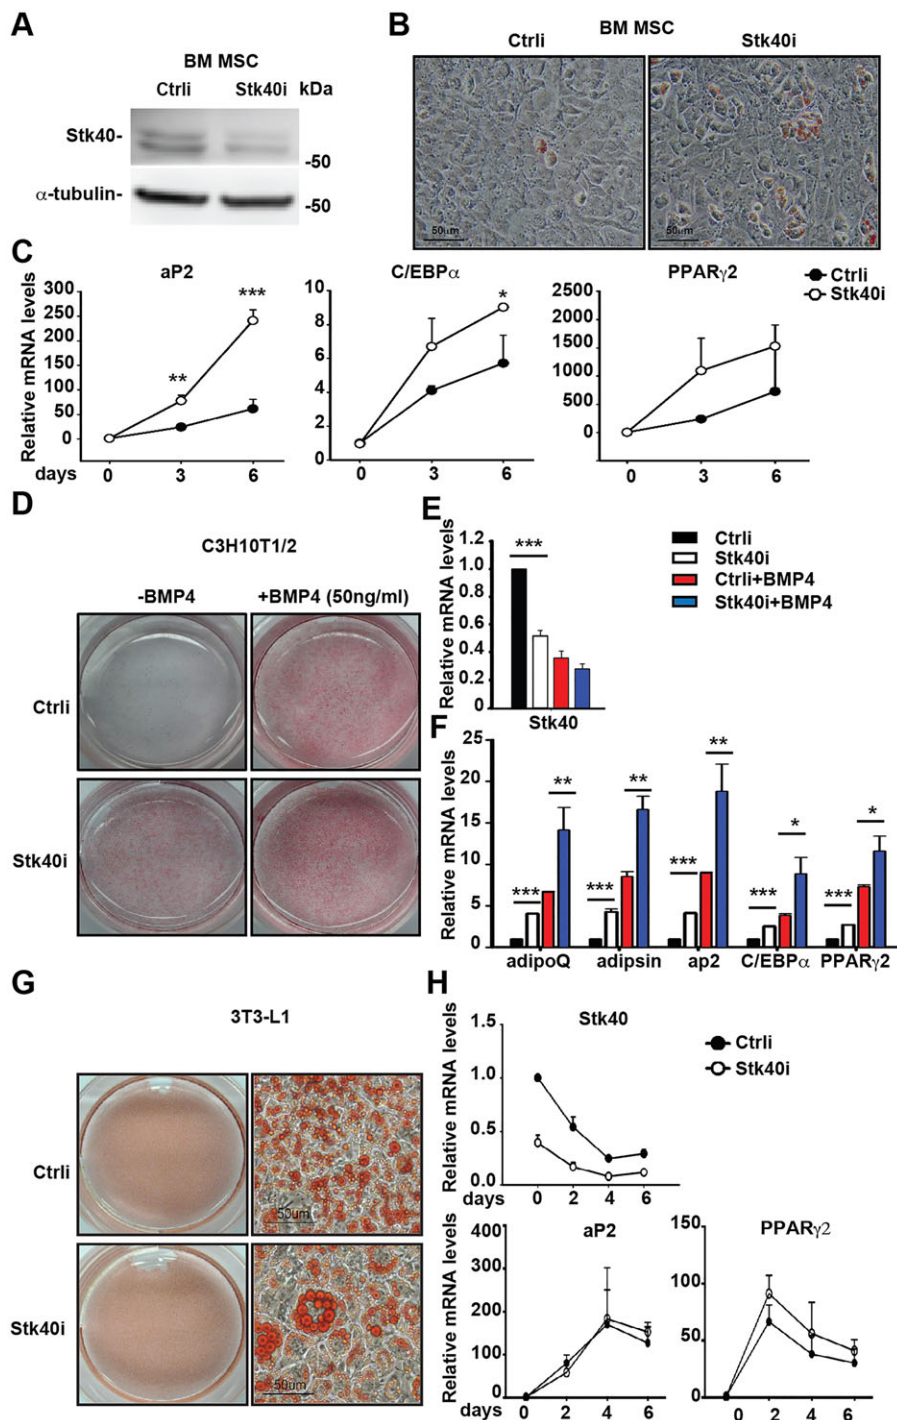 A
BM MSC
Ctrli Stk40i kDa
Stk40-
-50
α-tubulin-
-50
B
BM MSC
Ctrli Stk40i
50μm 50μm
C
aP2 C/EBPα PPARγ2
Ctrli
Stk40i
Relative mRNA levels
300
250
200
150
100
50
0
***
**
10
8
6
4
2
0
*
2500
2000
1500
1000
500
0
days 0 3 6 0 3 6 0 3 6
D
C3H10T1/2
-BMP4 +BMP4 (50ng/ml)
Ctrli
Stk40i
E
Relative mRNA levels
1.2
1.0
0.8
0.6
0.4
0.2
0
***
Stk40
Ctrli
Stk40i
Ctrli+BMP4
Stk40i+BMP4
F
Relative mRNA levels
25
20
15
10
5
0
*** ** *** ** *** ** *** * *** *
adipoQ adipsin ap2 C/EBPα PPARγ2
G
3T3-L1
Ctrli
50um
Stk40i
50um
H
Stk40
Ctrli
Stk40i
Relative mRNA levels
1.5
1.0
0.5
0
days 0 2 4 6
aP2 PPARγ2
Relative mRNA levels
400
300
200
100
0
150
100
50
0
days 0 2 4 6 0 2 4 6